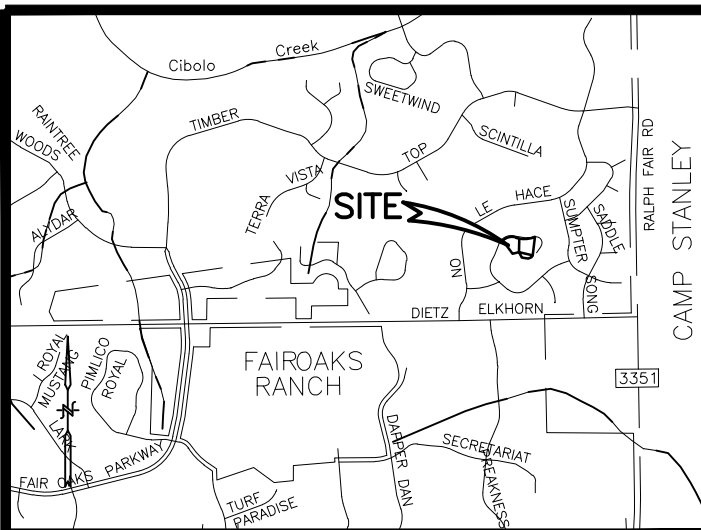 Cibolo Creek
SWEETWIND
RAINTREE
WOODS
TIMBER
TOP
SCINTILLA
RALPH FAIR RD
CAMP STANLEY
VISTA
TERRA
SITE
LE HACE
SUMPTER
SADDLE
SONG
ALYDAR
NO
DIETZ ELKHORN
FAIROAKS
RANCH
ROYAL
MUSTANG
PIMLICO
ROYAL
N
LARK
3351
DAPPER DAN
SECRETARIAT
PREAKNESS
FAIR OAKS PARKWAY
TURF
PARADISE